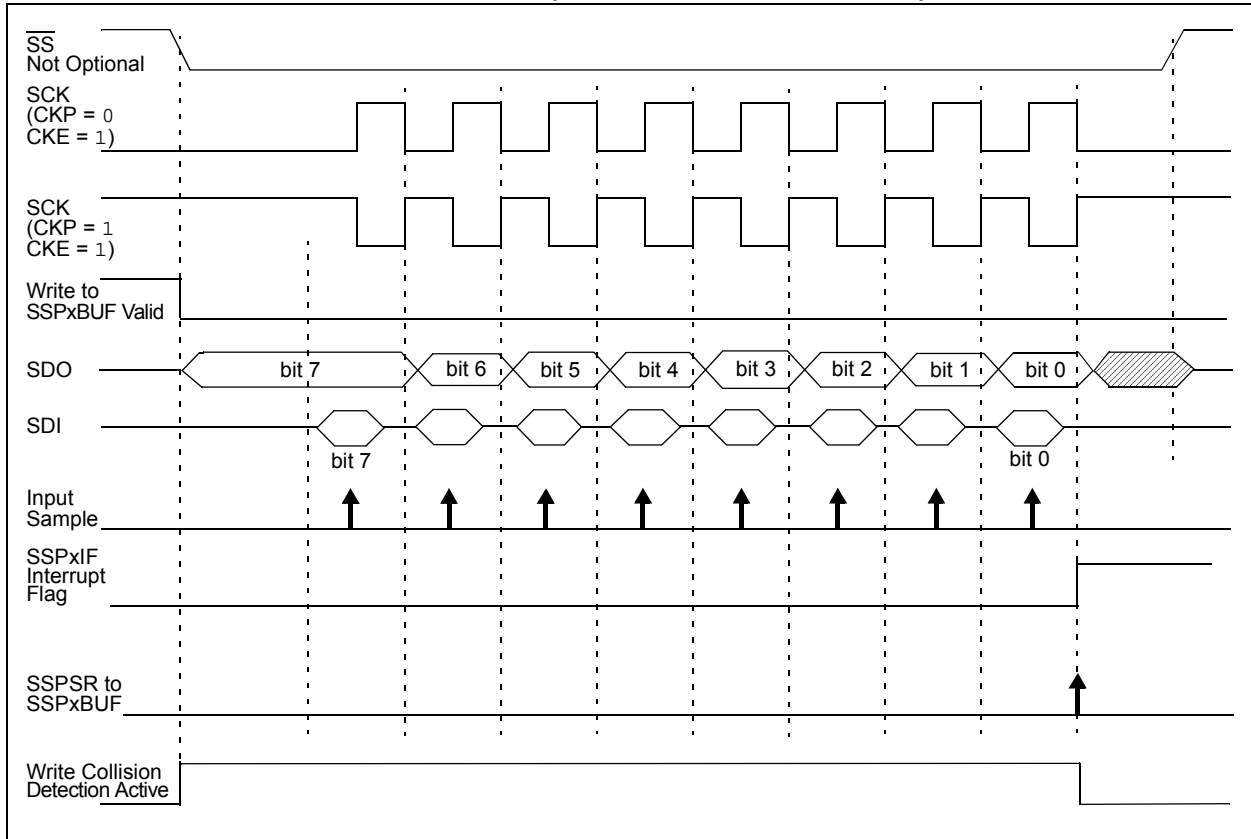 SS
Not Optional
SCK
(CKP = 0
CKE = 1)
SCK
(CKP = 1
CKE = 1)
Write to
SSPxBUF Valid
SDO
bit 7 bit 6 bit 5 bit 4 bit 3 bit 2 bit 1 bit 0
SDI
bit 7 bit 0
Input
Sample
SSPxIF
Interrupt
Flag
SSPSR to
SSPxBUF
Write Collision
Detection Active